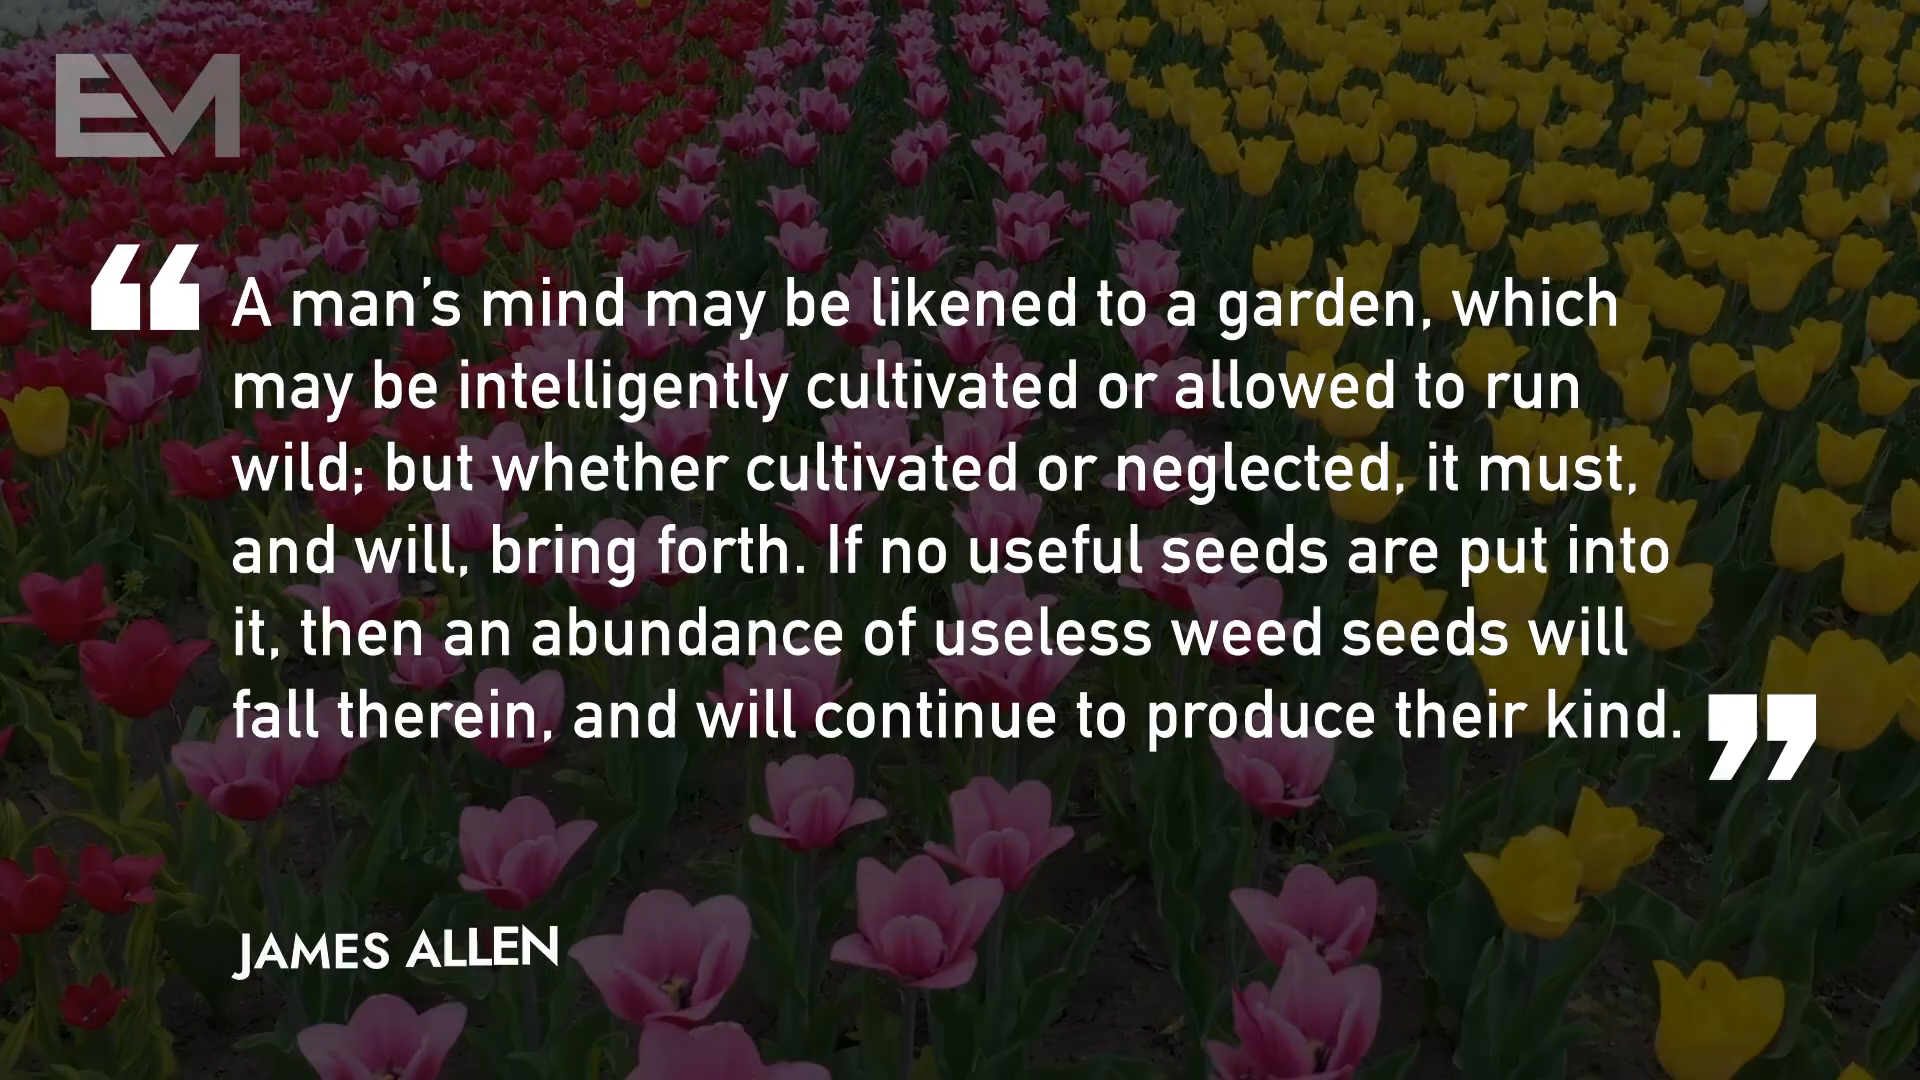 EM
“A man’s mind may be likened to a garden, which
may be intelligently cultivated or allowed to run
wild; but whether cultivated or neglected, it must,
and will, bring forth. If no useful seeds are put into
it, then an abundance of useless weed seeds will
fall therein, and will continue to produce their kind.”
JAMES ALLEN